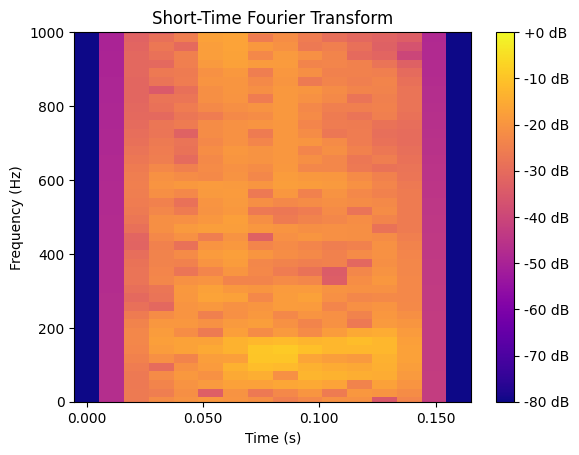 Short-Time Fourier Transform
1000
800
600
400
200
0
Frequency (Hz)
0.000
0.050
0.100
0.150
Time (s)
+0 dB
-10 dB
-20 dB
-30 dB
-40 dB
-50 dB
-60 dB
-70 dB
-80 dB